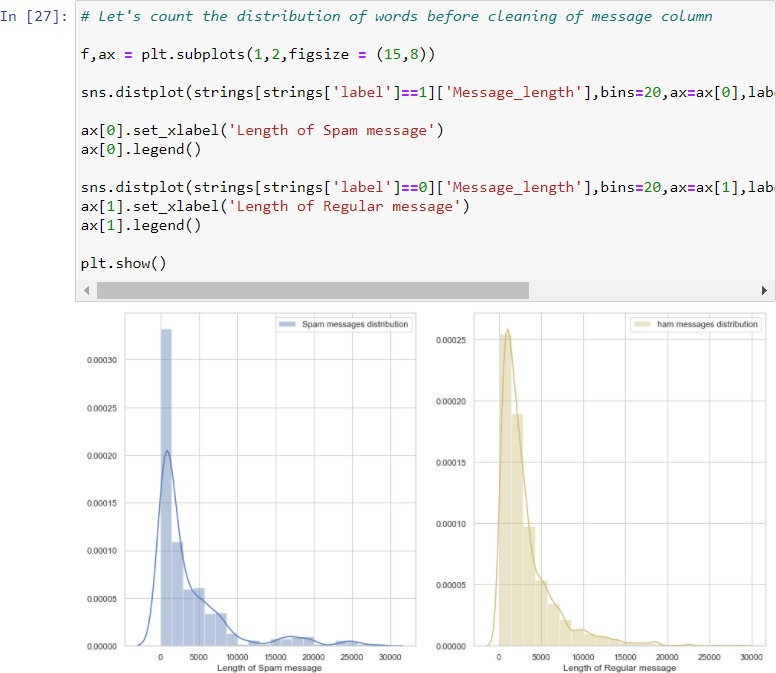 In [27]: # Let's count the distribution of words before cleaning of message column
f,ax = plt.subplots(1,2,figsize = (15,8))
sns.distplot(strings[strings['label']==1]['Message_length'],bins=20,ax=ax[0],lab
ax[0].set_xlabel('Length of Spam message')
ax[0].legend()
sns.distplot(strings[strings['label']==0]['Message_length'],bins=20,ax=ax[1],lab
ax[1].set_xlabel('Length of Regular message')
ax[1].legend()
plt.show()
Spam messages distribution
0.00030
0.00025
0.00020
0.00015
0.00010
0.00005
0.00000
0 5000 10000 15000 20000 25000 30000
Length of Spam message
ham messages distribution
0.00025
0.00020
0.00015
0.00010
0.00005
0.00000
0 5000 10000 15000 20000 25000 30000
Length of Regular message